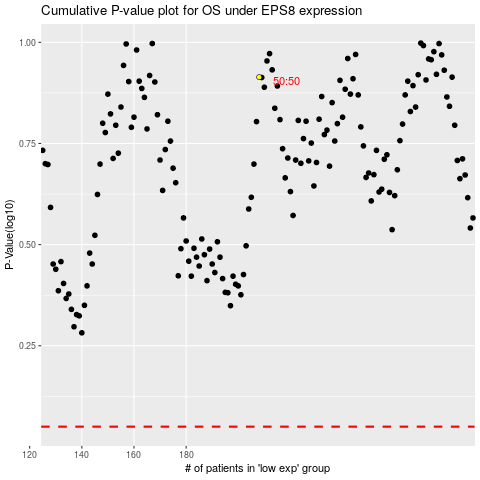 Cumulative P-value plot for OS under EPS8 expression
P-Value(log10)
1.00
0.75
0.50
0.25
50:50
120 140 160 180
# of patients in 'low exp' group